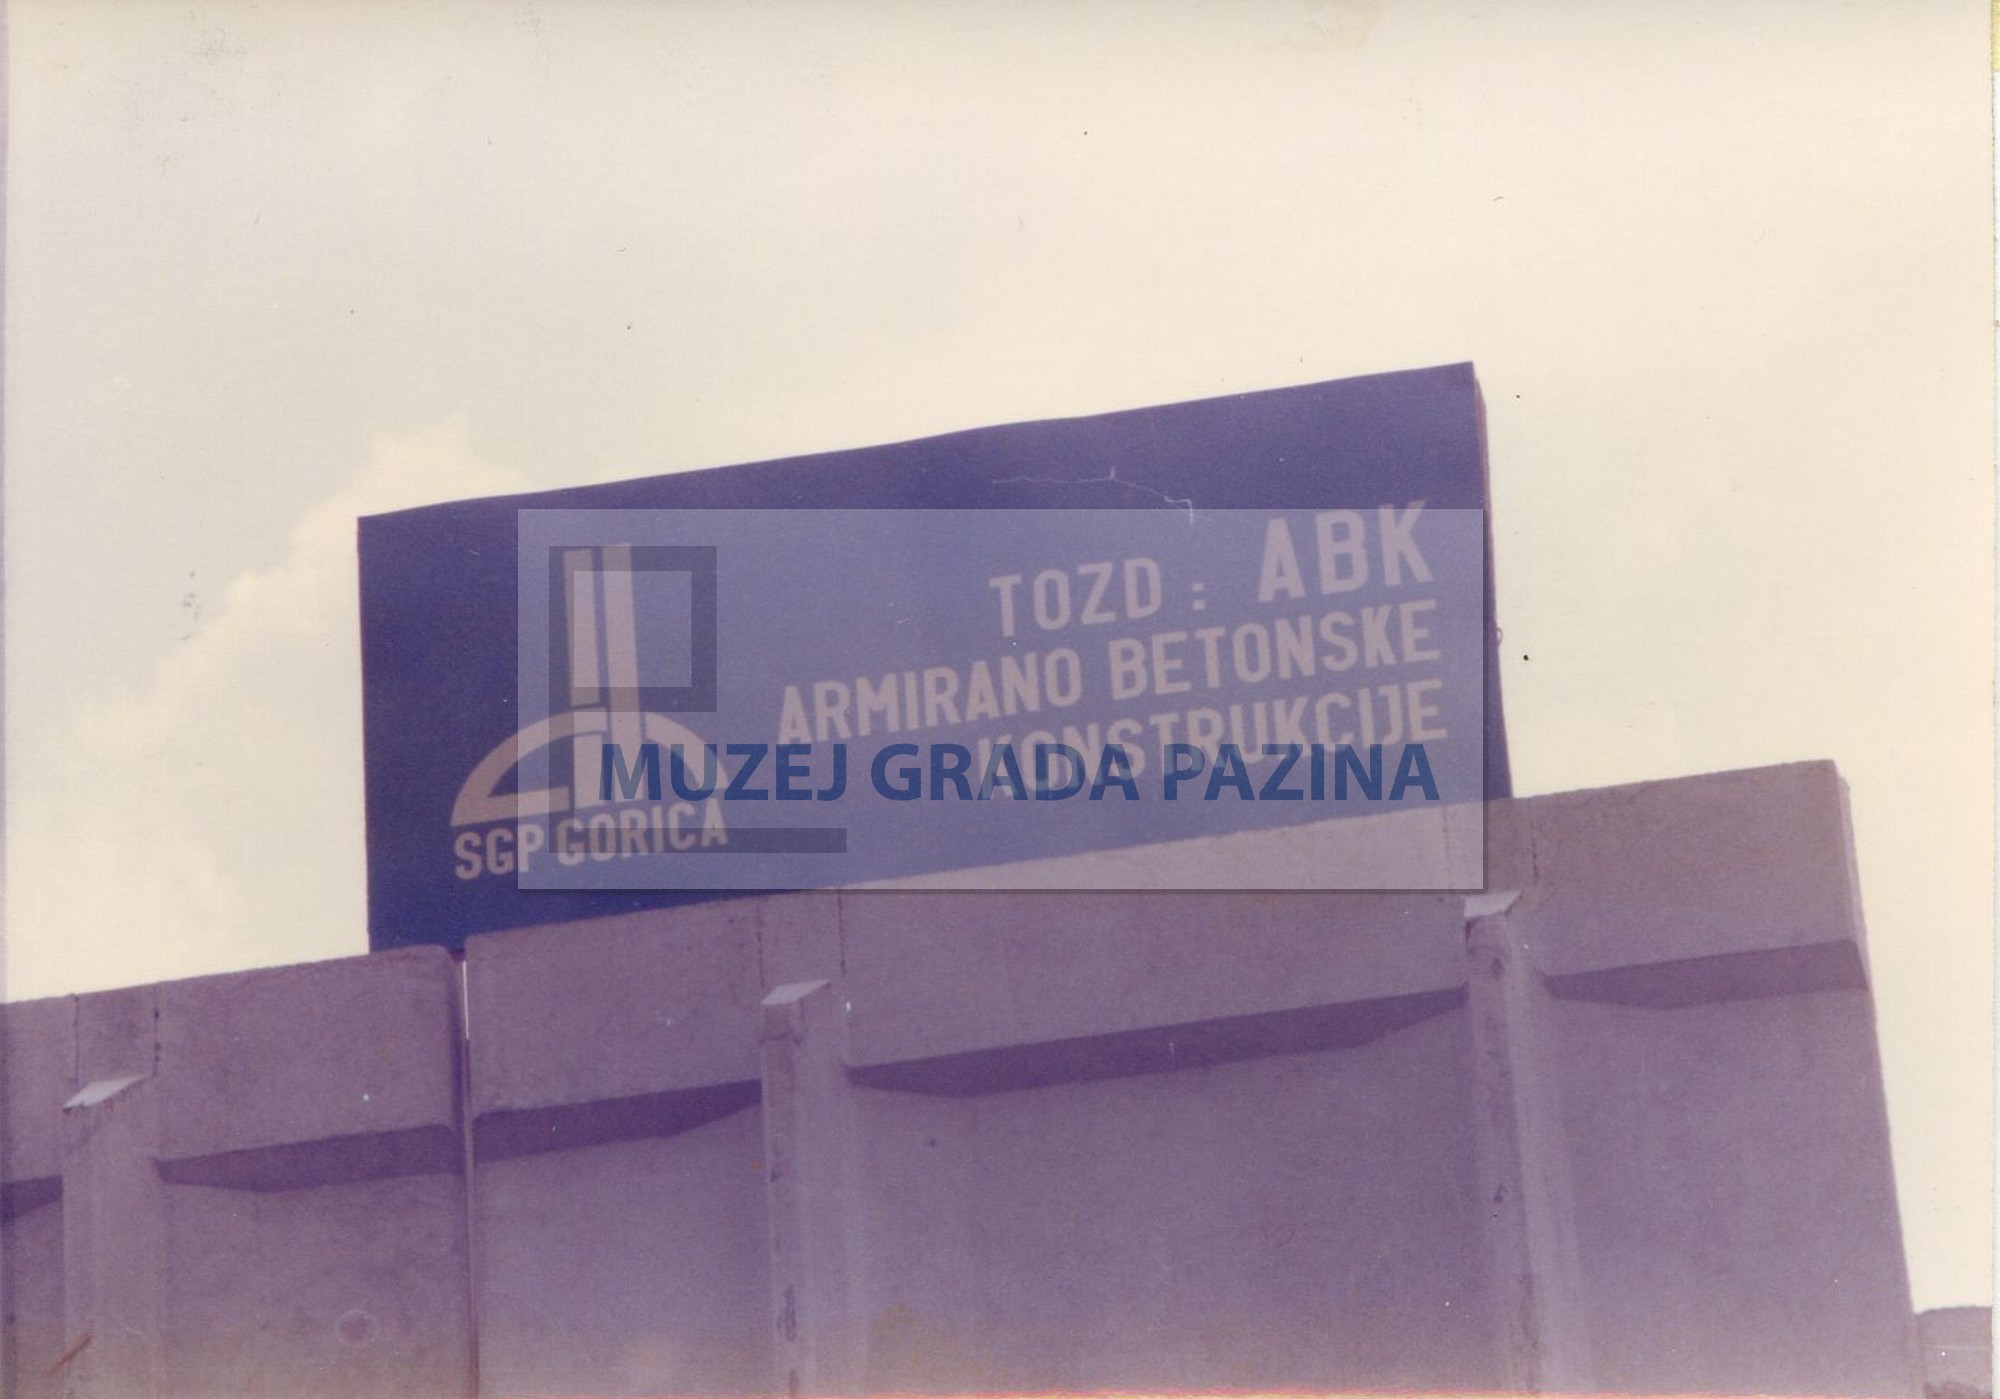 TOZD : ABK
ARMIRANO BETONSKE
KONSTRUKCIJE
SGP GORICA
MUZEJ GRADA PAZINA